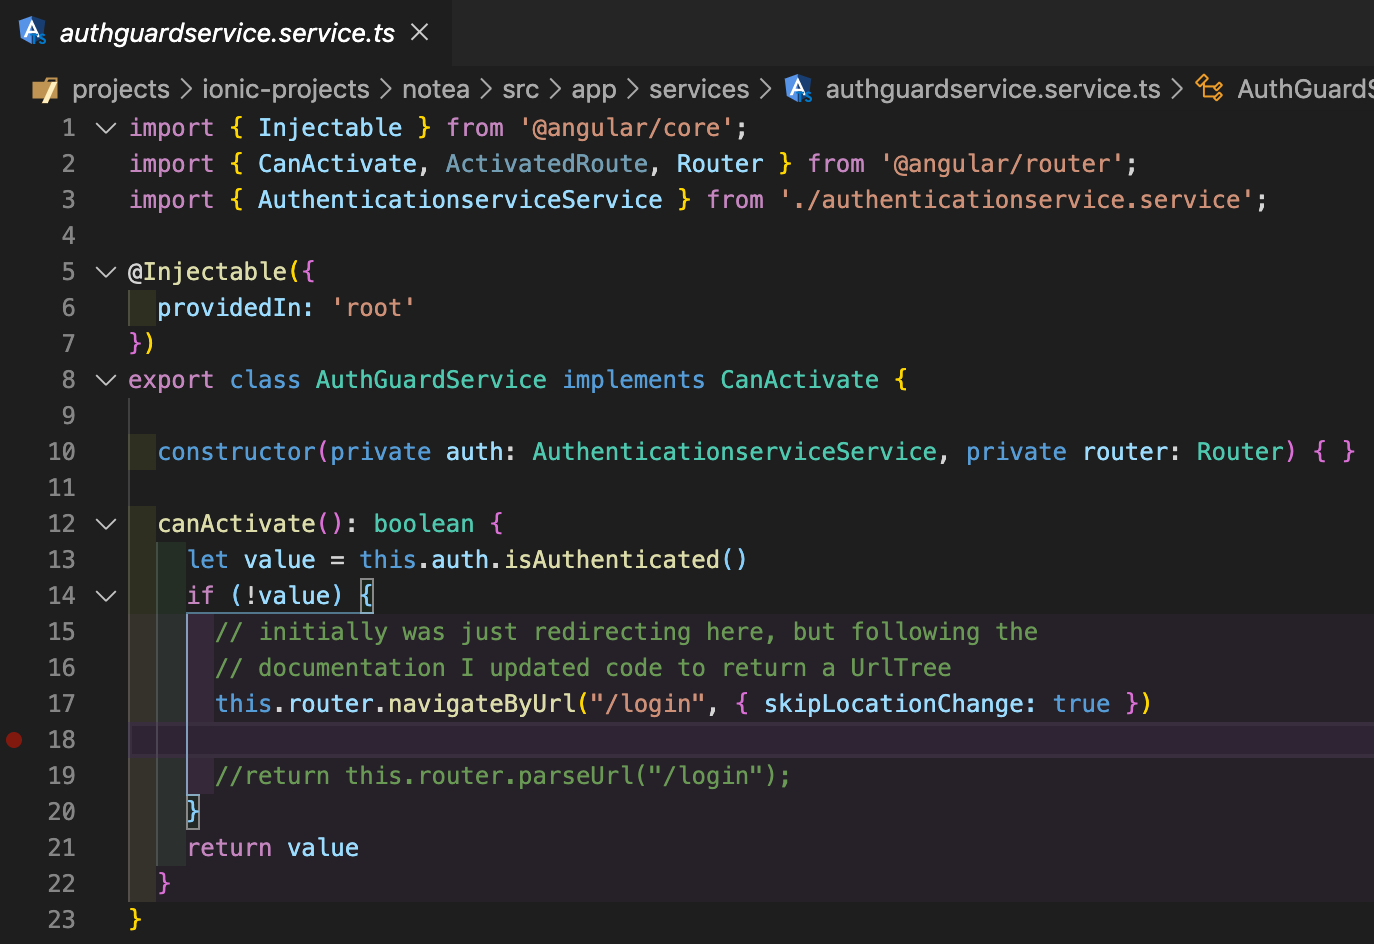 authguardservice.service.ts
projects > ionic-projects > notea > src > app > services > authguardservice.service.ts > AuthGuardS
1 import { Injectable } from '@angular/core';
2 import { CanActivate, ActivatedRoute, Router } from '@angular/router';
3 import { AuthenticationserviceService } from './authenticationservice.service';
4
5 @Injectable({
6 providedIn: 'root'
7 })
8 export class AuthGuardService implements CanActivate {
9
10 constructor(private auth: AuthenticationserviceService, private router: Router) { }
11
12 canActivate(): boolean {
13 let value = this.auth.isAuthenticated()
14 if (!value) {
15 // initially was just redirecting here, but following the
16 // documentation I updated code to return a UrlTree
17 this.router.navigateByUrl("/login", { skipLocationChange: true })
18
19 //return this.router.parseUrl("/login");
20 }
21 return value
22 }
23 }